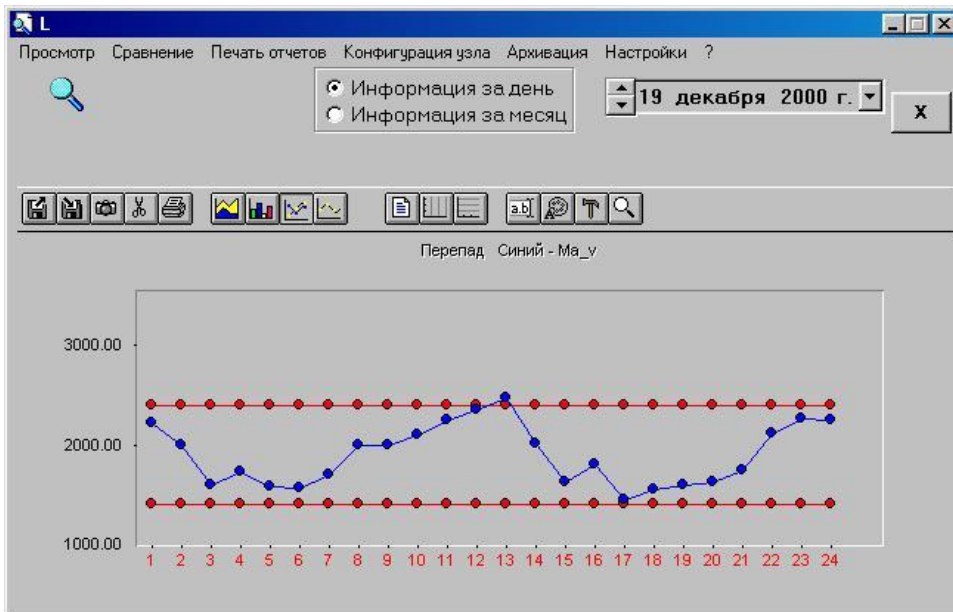 L
Просмотр Сравнение Печать отчетов Конфигурация узла Архивация Настройки ?
Информация за день
19 декабря 2000 г.
X
Информация за месяц
a.b
Перепад Синий - Ma_v
3000.00
2000.00
1000.00
1 2 3 4 5 6 7 8 9 10 11 12 13 14 15 16 17 18 19 20 21 22 23 24